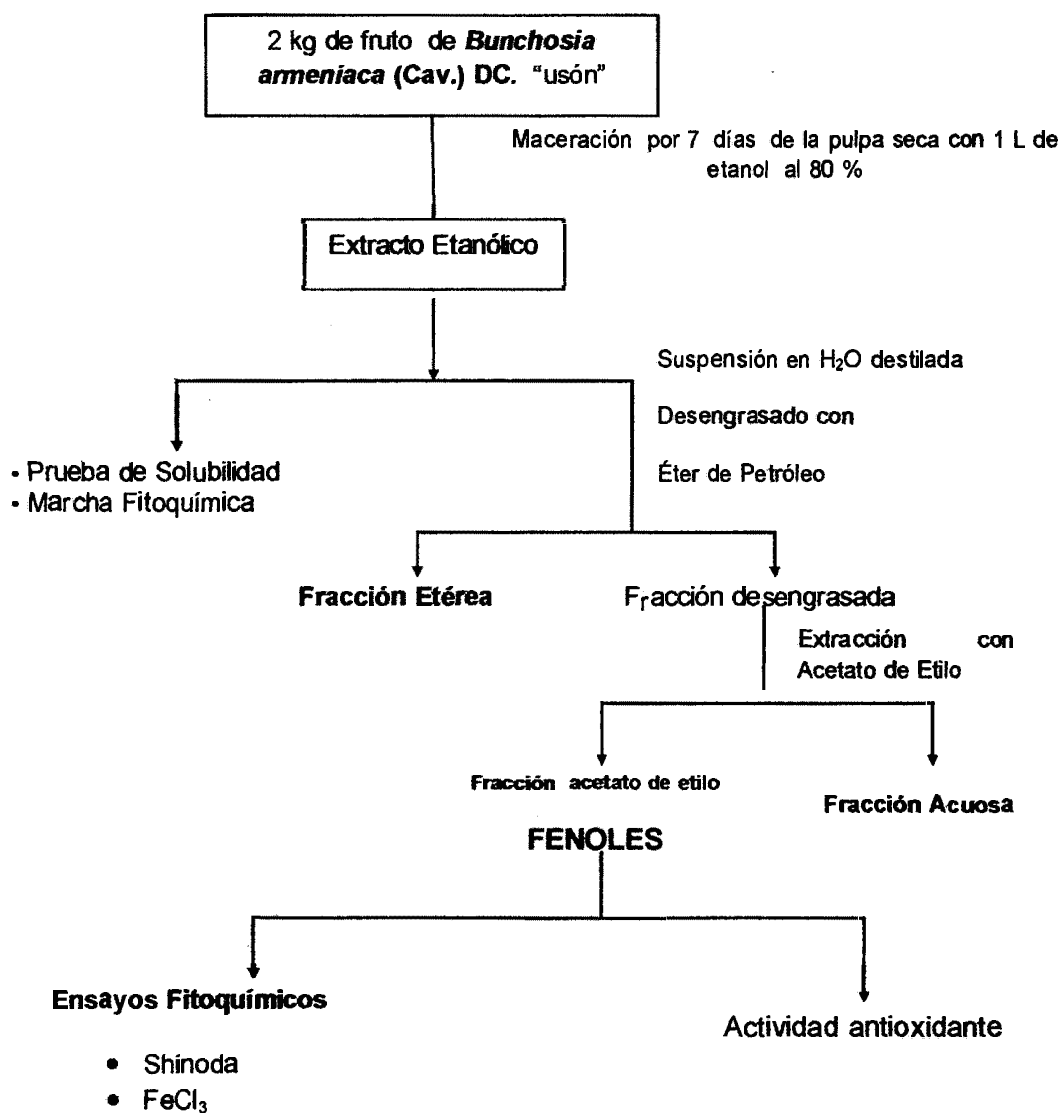 2 kg de fruto de Bunchosia
armeníaca (Cav.) DC. “usón”
Maceración por 7 días de la pulpa seca con 1 L de
etanol al 80 %
Extracto Etanólico
Suspensión en H₂O destilada
Desengrasado con
Éter de Petróleo
- Prueba de Solubilidad
- Marcha Fitoquímica
Fracción Etérea
Fracción desengrasada
Extracción con
Acetato de Etilo
Fracción acetato de etilo
Fracción Acuosa
FENOLES
Ensayos Fitoquímicos
Actividad antioxidante
• Shinoda
• FeCl₃